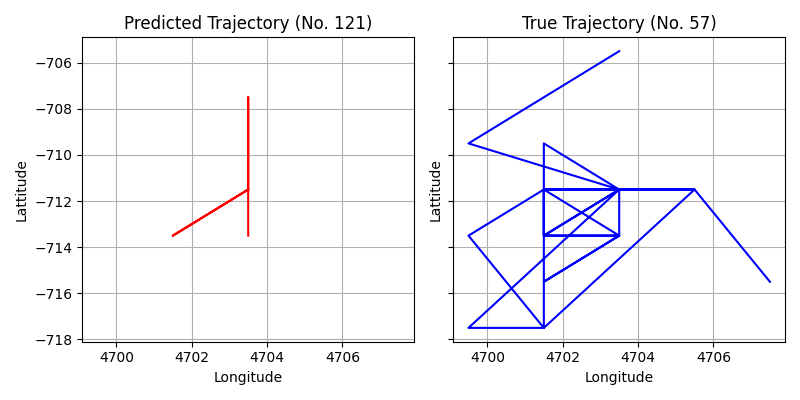 Predicted Trajectory (No. 121)
True Trajectory (No. 57)
−706
−708
−710
−712
−714
−716
−718
Lattitude
Lattitude
4700
4702
4704
4706
4700
4702
4704
4706
Longitude
Longitude